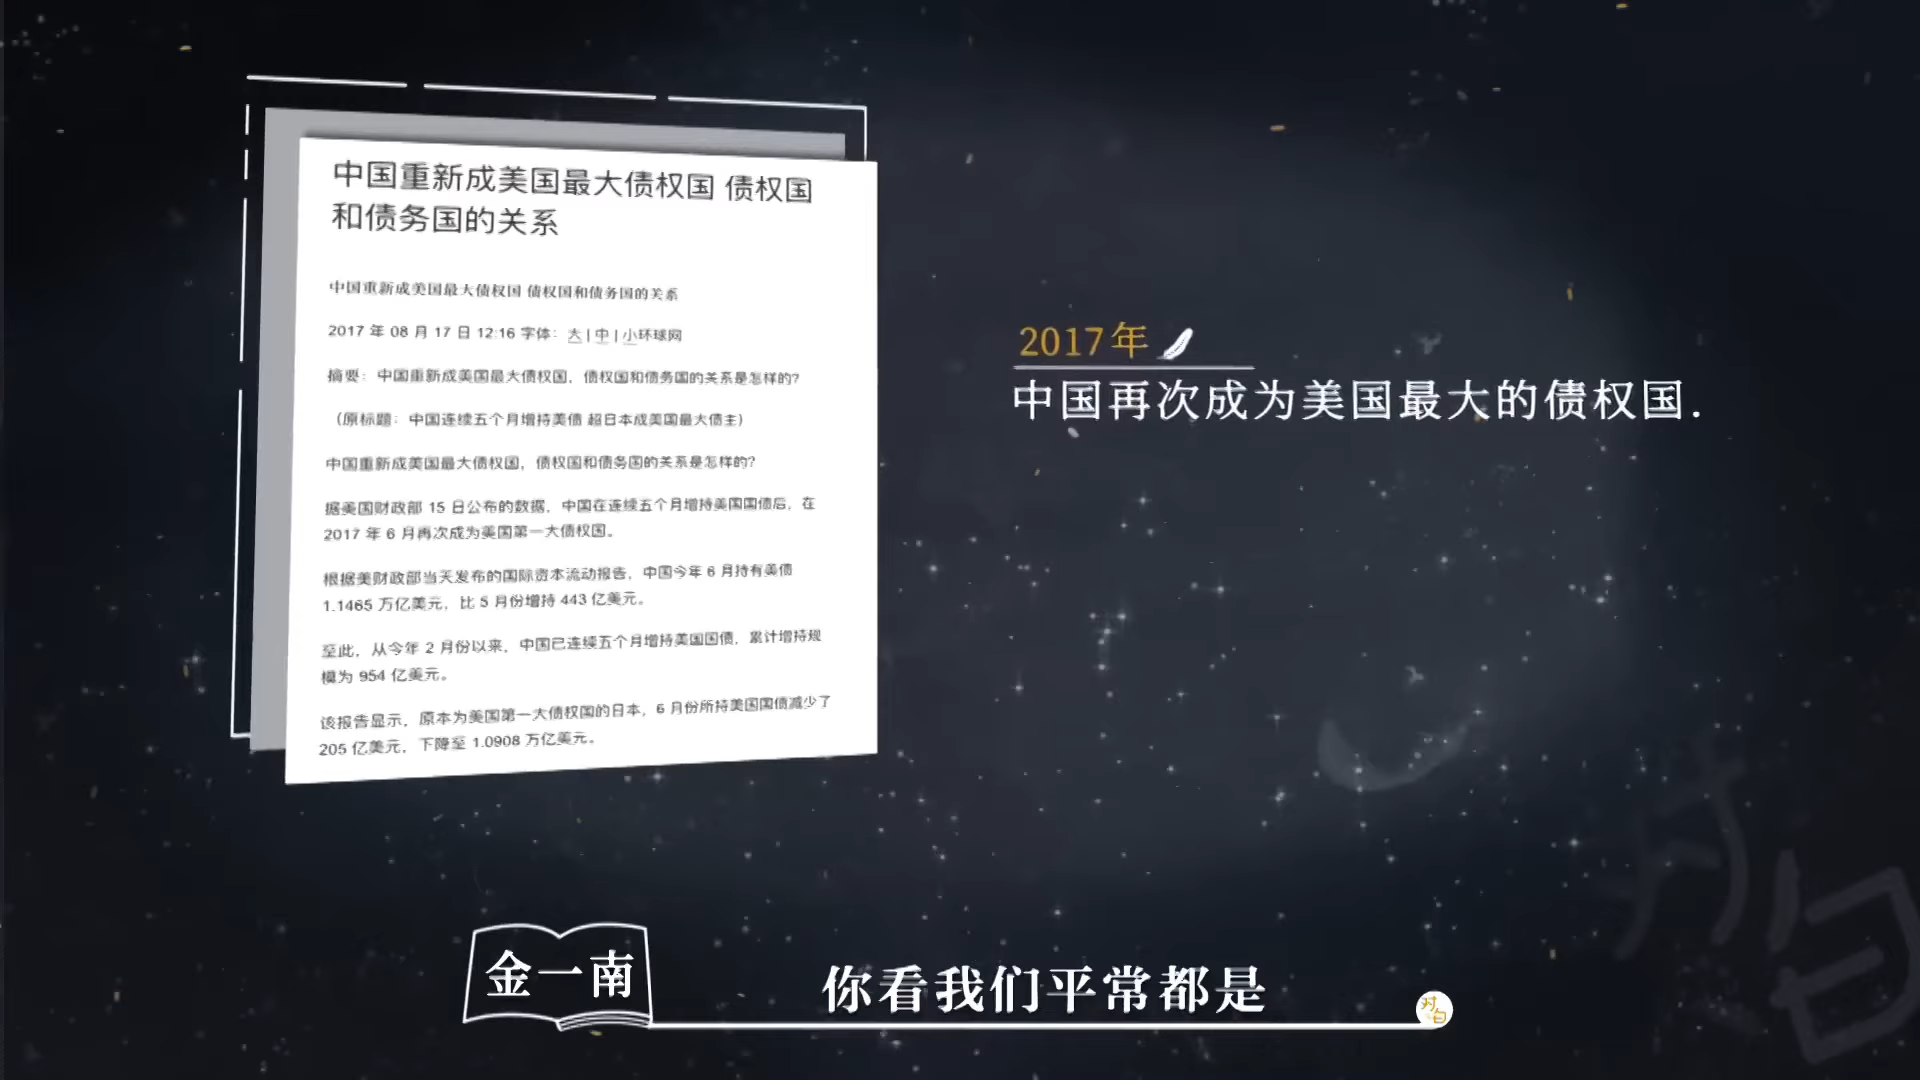 中国重新成美国最大债权国 债权国
和债务国的关系
中国重新成美国最大债权国 债权国和债务国的关系
2017 年 08 月 17 日 12:16 字体：大 | 中 | 小环球网
摘要：中国重新成美国最大债权国，债权国和债务国的关系是怎样的？
（原标题：中国连续五个月增持美债 超日本成美国最大债主）
中国重新成美国最大债权国，债权国和债务国的关系是怎样的？
据美国财政部 15 日公布的数据，中国在连续五个月增持美国国债后，在
2017 年 6 月再次成为美国第一大债权国。
根据美财政部当天发布的国际资本流动报告，中国今年 6 月持有美债
1.1465 万亿美元，比 5 月份增持 443 亿美元。
至此，从今年 2 月份以来，中国已连续五个月增持美国国债，累计增持规
模为 954 亿美元。
该报告显示，原本为美国第一大债权国的日本，6 月份所持美国国债减少了
205 亿美元，下降至 1.0908 万亿美元。
2017年
中国再次成为美国最大的债权国.
金一南
你看我们平常都是
对白
对白